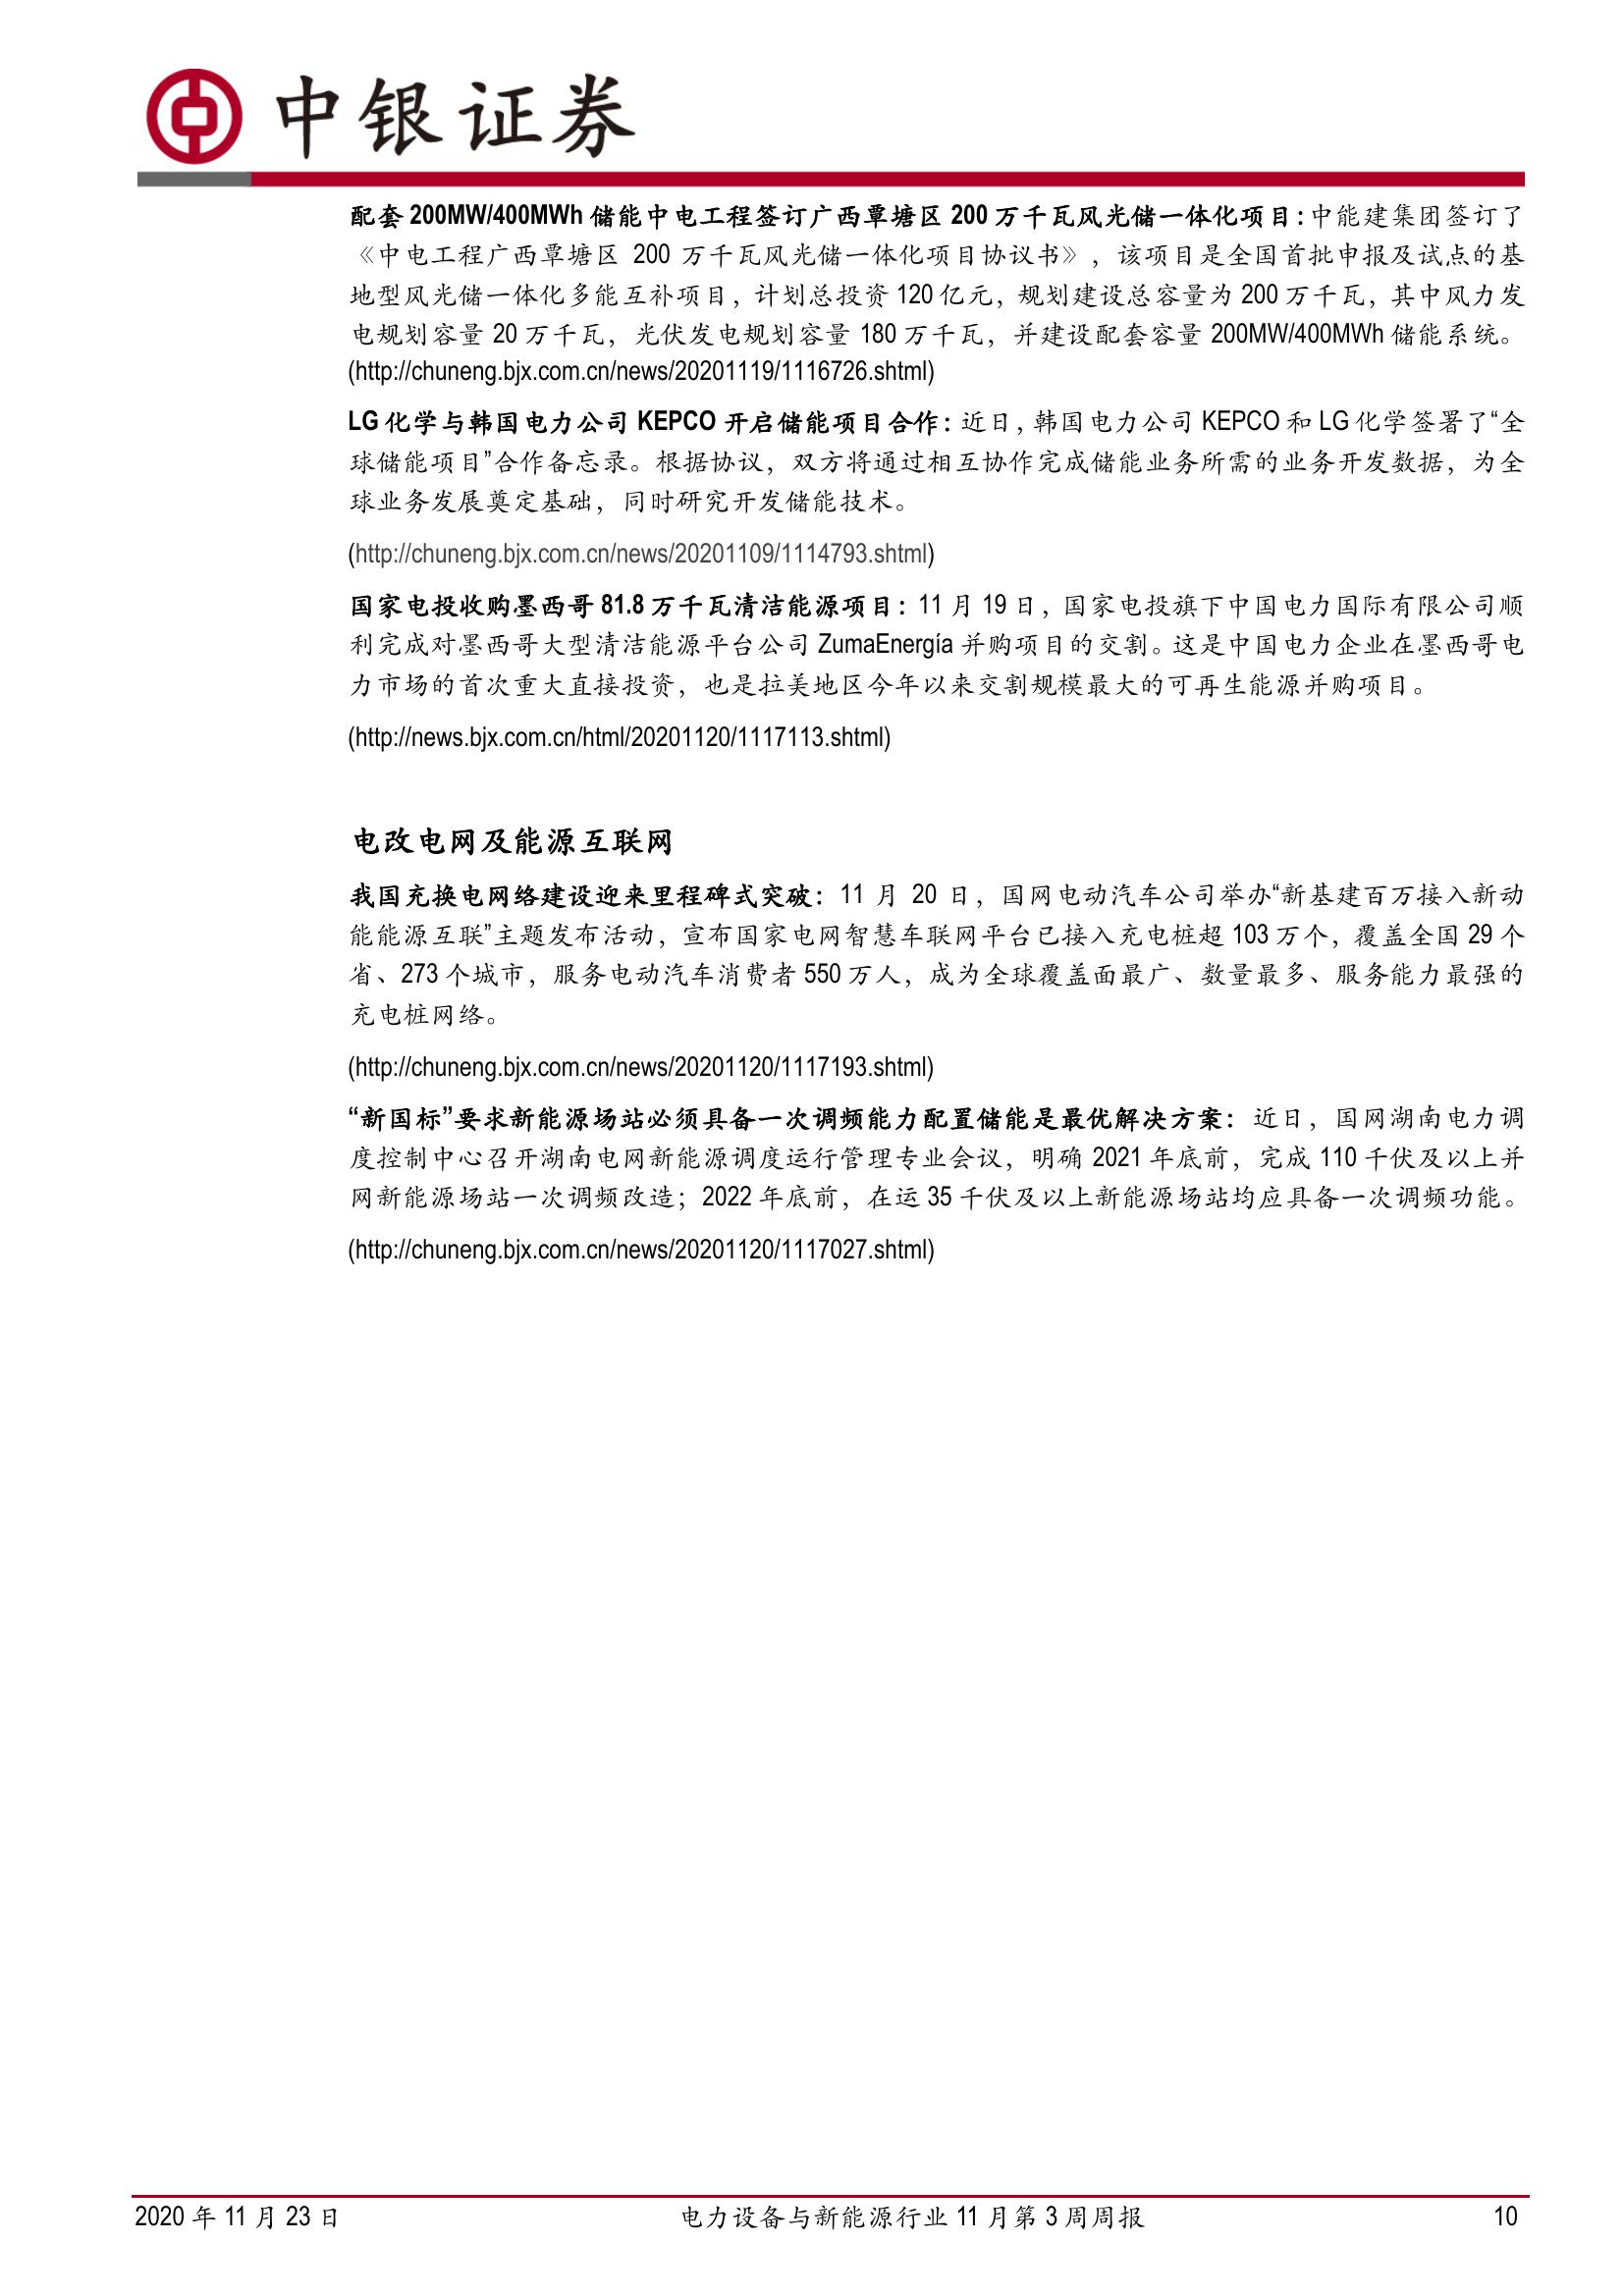 中银证券
配套 200MW/400MWh 储能中电工程签订广西覃塘区 200 万千瓦风光储一体化项目：中能建集团签订了
《中电工程广西覃塘区 200 万千瓦风光储一体化项目协议书》，该项目是全国首批申报及试点的基
地型风光储一体化多能互补项目，计划总投资 120 亿元，规划建设总容量为 200 万千瓦，其中风力发
电规划容量 20 万千瓦，光伏发电规划容量 180 万千瓦，并建设配套容量 200MW/400MWh 储能系统。
(http://chuneng.bjx.com.cn/news/20201119/1116726.shtml)
LG 化学与韩国电力公司 KEPCO 开启储能项目合作：近日，韩国电力公司 KEPCO 和 LG 化学签署了“全
球储能项目”合作备忘录。根据协议，双方将通过相互协作完成储能业务所需的业务开发数据，为全
球业务发展奠定基础，同时研究开发储能技术。
(http://chuneng.bjx.com.cn/news/20201109/1114793.shtml)
国家电投收购墨西哥 81.8 万千瓦清洁能源项目：11 月 19 日，国家电投旗下中国电力国际有限公司顺
利完成对墨西哥大型清洁能源平台公司 ZumaEnergía 并购项目的交割。这是中国电力企业在墨西哥电
力市场的首次重大直接投资，也是拉美地区今年以来交割规模最大的可再生能源并购项目。
(http://news.bjx.com.cn/html/20201120/1117113.shtml)
电改电网及能源互联网
我国充换电网络建设迎来里程碑式突破：11 月 20 日，国网电动汽车公司举办“新基建百万接入新动
能能源互联”主题发布活动，宣布国家电网智慧车联网平台已接入充电桩超 103 万个，覆盖全国 29 个
省、273 个城市，服务电动汽车消费者 550 万人，成为全球覆盖面最广、数量最多、服务能力最强的
充电桩网络。
(http://chuneng.bjx.com.cn/news/20201120/1117193.shtml)
“新国标”要求新能源场站必须具备一次调频能力配置储能是最优解决方案：近日，国网湖南电力调
度控制中心召开湖南电网新能源调度运行管理专业会议，明确 2021 年底前，完成 110 千伏及以上并
网新能源场站一次调频改造；2022 年底前，在运 35 千伏及以上新能源场站均应具备一次调频功能。
(http://chuneng.bjx.com.cn/news/20201120/1117027.shtml)
2020 年 11 月 23 日 电力设备与新能源行业 11 月第 3 周周报 10